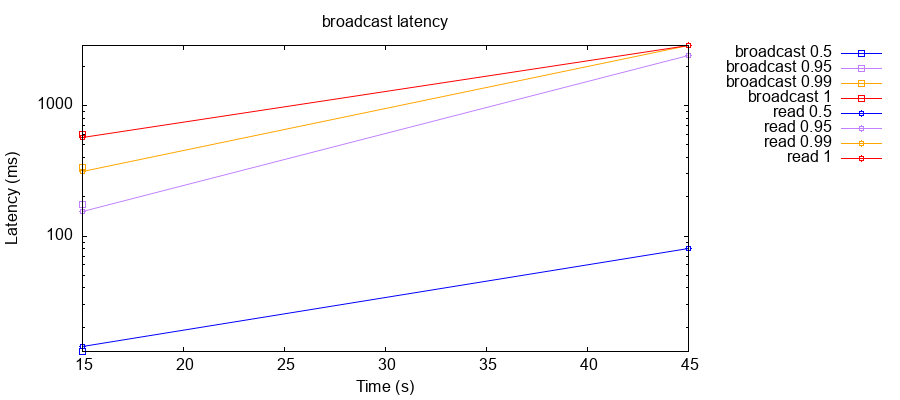 broadcast latency
broadcast 0.5
broadcast 0.95
broadcast 0.99
broadcast 1
read 0.5
read 0.95
read 0.99
read 1
1000
100
Latency (ms)
15 20 25 30 35 40 45
Time (s)